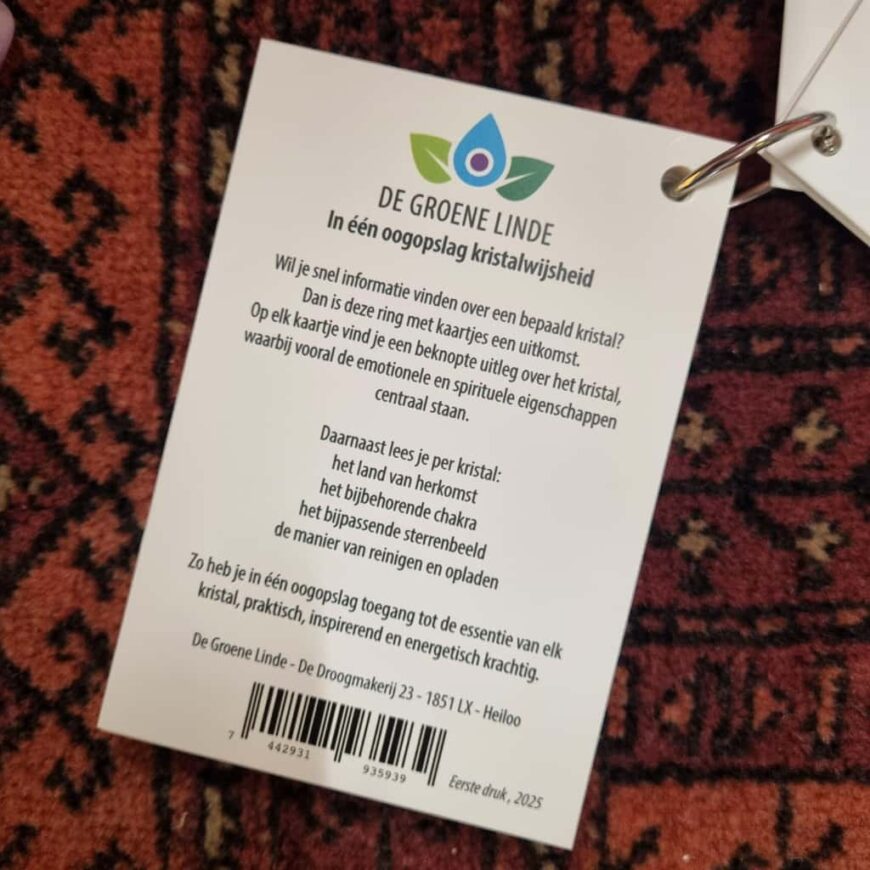 DE GROENE LINDE
In één oogopslag kristalwijsheid
Wil je snel informatie vinden over een bepaald kristal?
Dan is deze ring met kaartjes een uitkomst.
Op elk kaartje vind je een beknopte uitleg over het kristal,
waarbij vooral de emotionele en spirituele eigenschappen
centraal staan.
Daarnaast lees je per kristal:
het land van herkomst
het bijbehorende chakra
het bijpassende sterrenbeeld
de manier van reinigen en opladen
Zo heb je in één oogopslag toegang tot de essentie van elk
kristal, praktisch, inspirerend en energetisch krachtig.
De Groene Linde - De Droogmakerij 23 - 1851 LX - Heiloo
7 442931 935939
Eerste druk , 2025